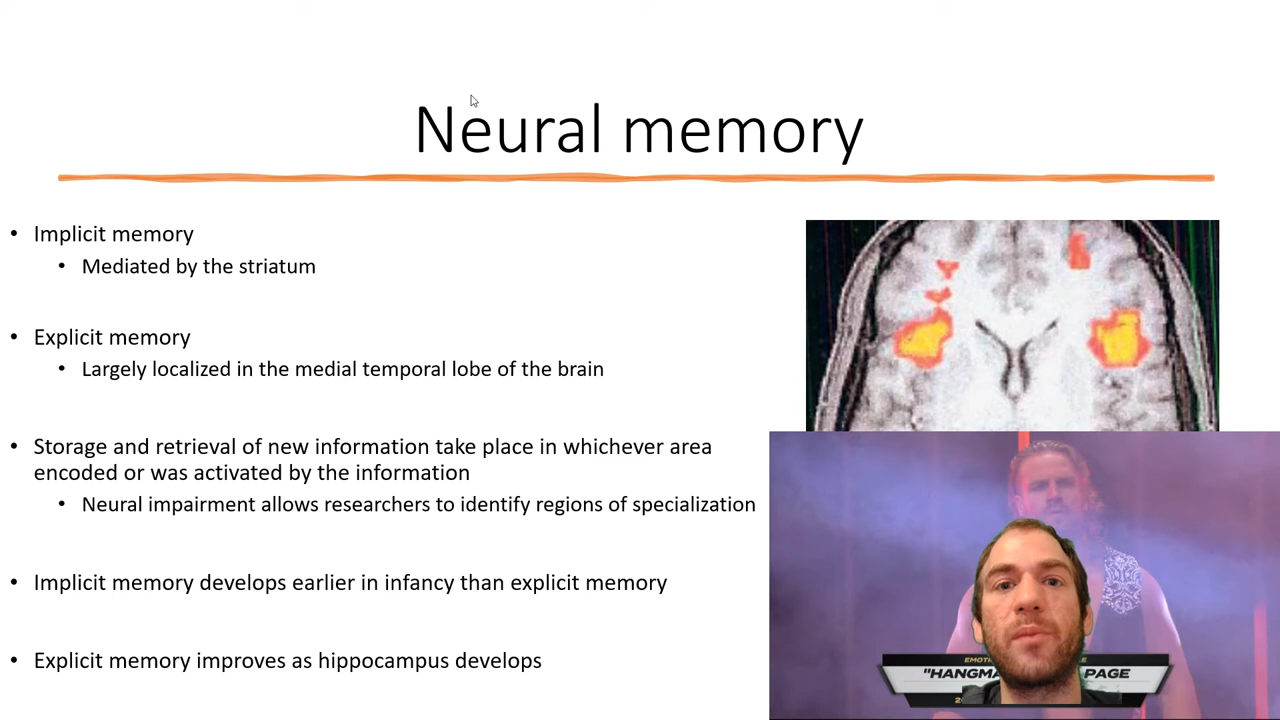 Neural memory
• Implicit memory
• Mediated by the striatum
• Explicit memory
• Largely localized in the medial temporal lobe of the brain
• Storage and retrieval of new information take place in whichever area
encoded or was activated by the information
• Neural impairment allows researchers to identify regions of specialization
• Implicit memory develops earlier in infancy than explicit memory
• Explicit memory improves as hippocampus develops
PAGE